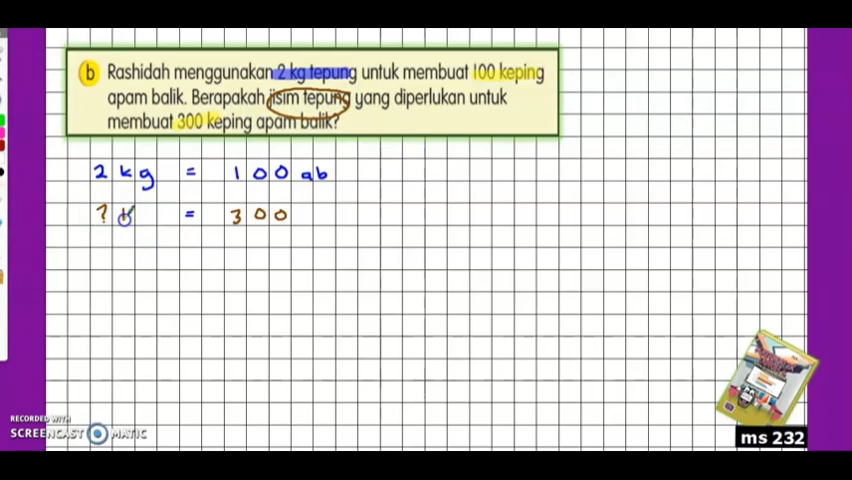 b Rashidah menggunakan 2 kg tepung untuk membuat 100 keping
apam balik. Berapakah jisim tepung yang diperlukan untuk
membuat 300 keping apam balik?
2 kg = 100 ab
? k = 300
RECORDED WITH
SCREENCAST MATIC
ms 232